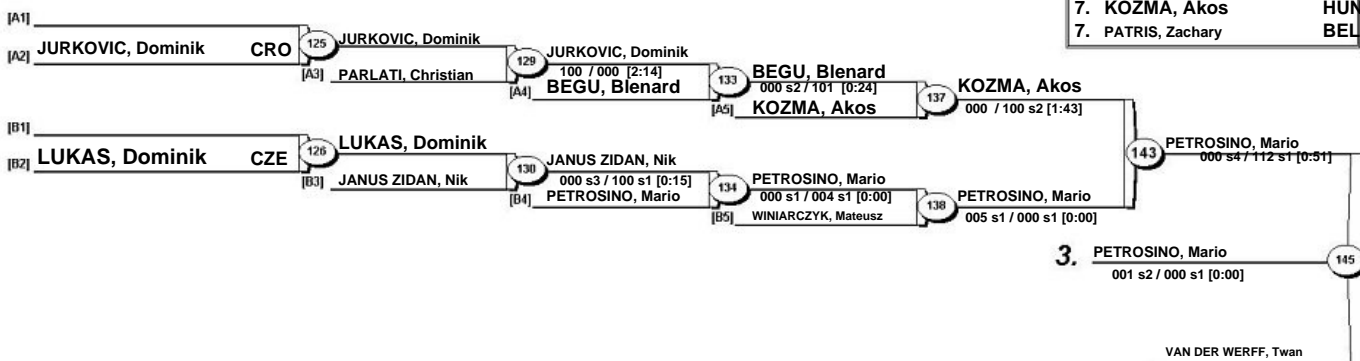 7. KOZMA, Akos HUN
7. PATRIS, Zachary BEL
[A1]
[A2] JURKOVIC, Dominik CRO
125
JURKOVIC, Dominik
[A3] PARLATI, Christian
129
JURKOVIC, Dominik
100 / 000 [2:14]
[A4] BEGU, Blenard
133
BEGU, Blenard
000 s2 / 101 [0:24]
[A5] KOZMA, Akos
137
KOZMA, Akos
000 / 100 s2 [1:43]
[B1]
[B2] LUKAS, Dominik CZE
126
LUKAS, Dominik
[B3] JANUS ZIDAN, Nik
130
JANUS ZIDAN, Nik
000 s3 / 100 s1 [0:15]
[B4] PETROSINO, Mario
134
PETROSINO, Mario
000 s1 / 004 s1 [0:00]
[B5] WINIARCZYK, Mateusz
138
PETROSINO, Mario
005 s1 / 000 s1 [0:00]
143
PETROSINO, Mario
000 s4 / 112 s1 [0:51]
3. PETROSINO, Mario
001 s2 / 000 s1 [0:00]
145
VAN DER WERFF, Twan